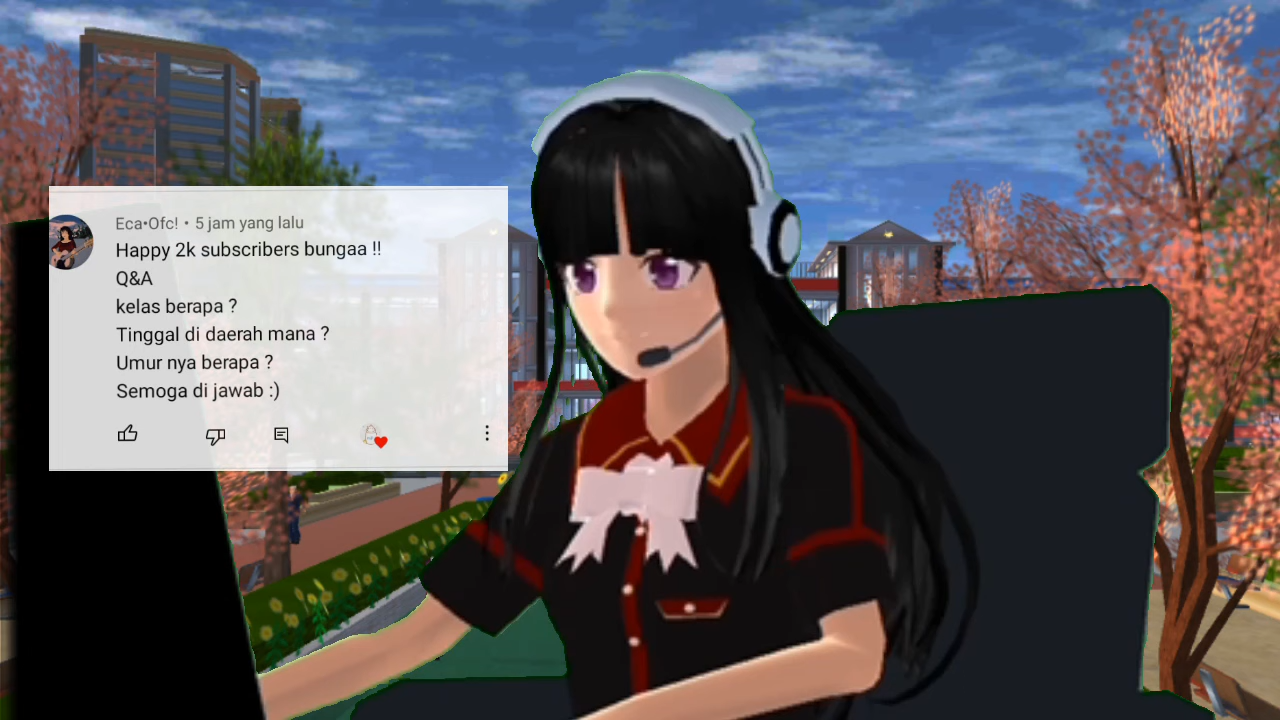 Eca•Ofc! • 5 jam yang lalu
Happy 2k subscribers bungaa !!
Q&A
kelas berapa ?
Tinggal di daerah mana ?
Umur nya berapa ?
Semoga di jawab :)